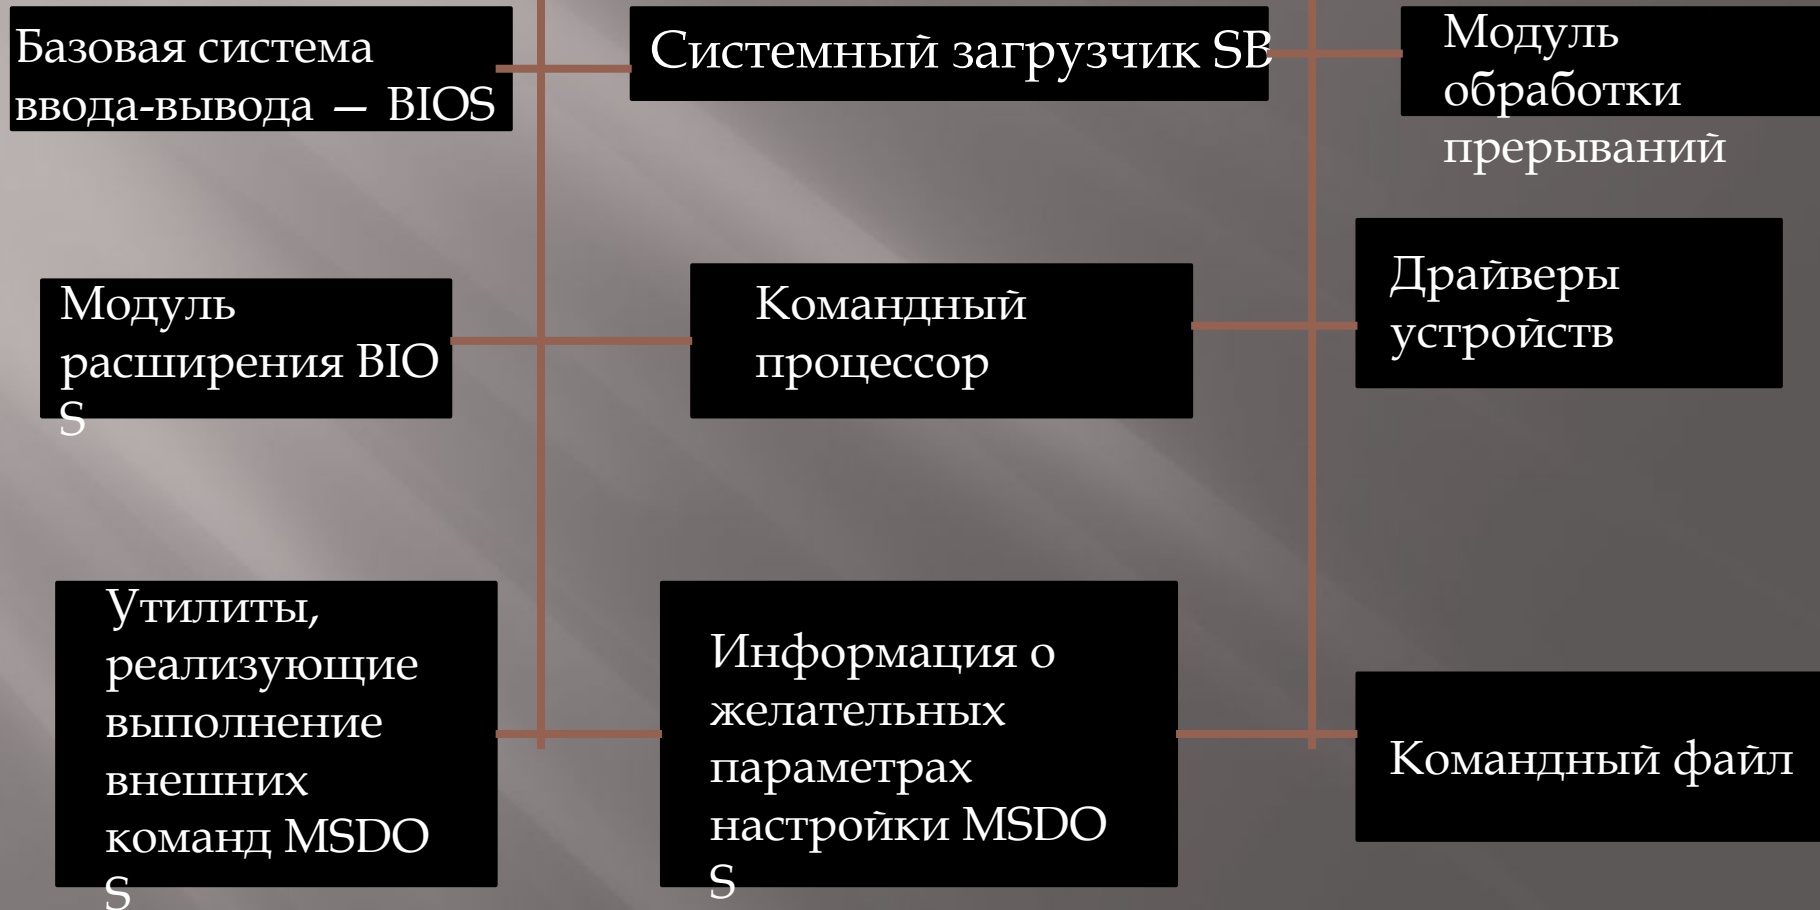 Базовая система
ввода-вывода — BIOS
Системный загрузчик SB
Модуль
обработки
прерываний
Модуль
расширения BIO
S
Командный
процессор
Драйверы
устройств
Утилиты,
реализующие
выполнение
внешних
команд MSDO
S
Информация о
желательных
параметрах
настройки MSDO
S
Командный файл